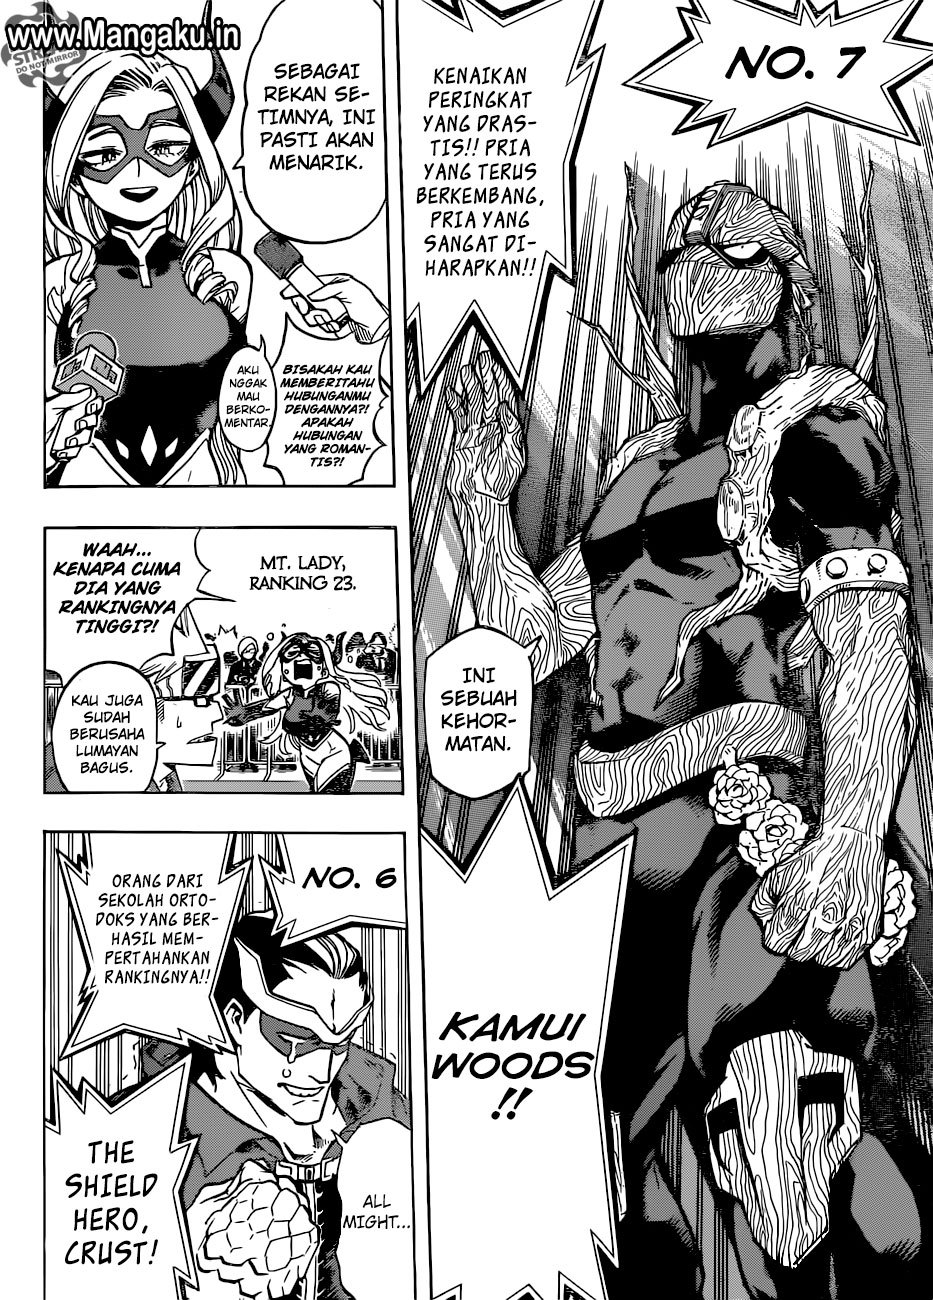 www.Mangaku.in
DO NOT MIRROR
NO. 7
KENAIKAN
PERINGKAT
YANG DRAS-
TIS!! PRIA
YANG TERUS
BERKEMBANG,
PRIA YANG
SANGAT DI-
HARAPKAN!!
INI
SEBUAH
KEHOR-
MATAN.
KAMUI
WOODS
!!
SEBAGAI
REKAN SE-
TIMNYA, INI
PASTI AKAN
MENARIK.
BISAKAH KAU
MEMBERITAHU
HUBUNGANMU
DENGANNYA?!
APAKAH
HUBUNGAN
YANG ROMAN-
TIS?!
AKU
NGGAK
MAU
BERKO-
MENTAR.
MT. LADY,
RANKING 23.
WAAH...
KENAPA CUMA
DIA YANG
RANKINGNYA
TINGGI?!
KAU JUGA
SUDAH
BERUSAHA
LUMAYAN
BAGUS.
NO. 6
ORANG DARI
SEKOLAH ORTO-
DOKS YANG BER-
HASIL MEM-
PERTAHANKAN
RANKINGNYA!!
ALL
MIGHT...
THE
SHIELD
HERO,
CRUST!